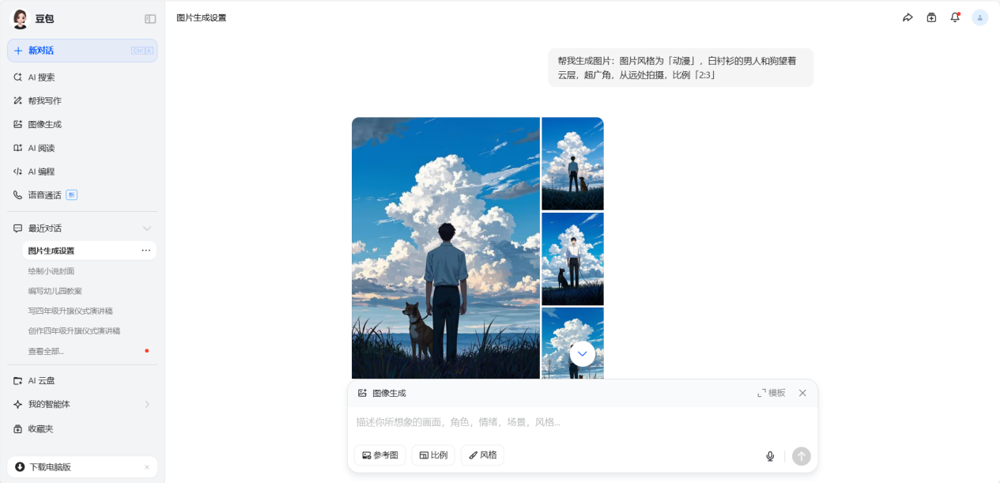 豆包
新对话
Ctrl K
AI 搜索
帮我写作
图像生成
AI 阅读
AI 编程
语音通话 新
最近对话
图片生成设置
绘制小说封面
编写幼儿园教案
写四年级升旗仪式演讲稿
创作四年级升旗仪式演讲稿
查看全部...
AI 云盘
我的智能体
收藏夹
下载电脑版
图片生成设置
帮我生成图片：图片风格为「动漫」，白衬衫的男人和狗望着
云层，超广角，从远处拍摄，比例「2:3」
图像生成
模板
描述你所想象的画面，角色，情绪，场景，风格...
参考图
比例
风格